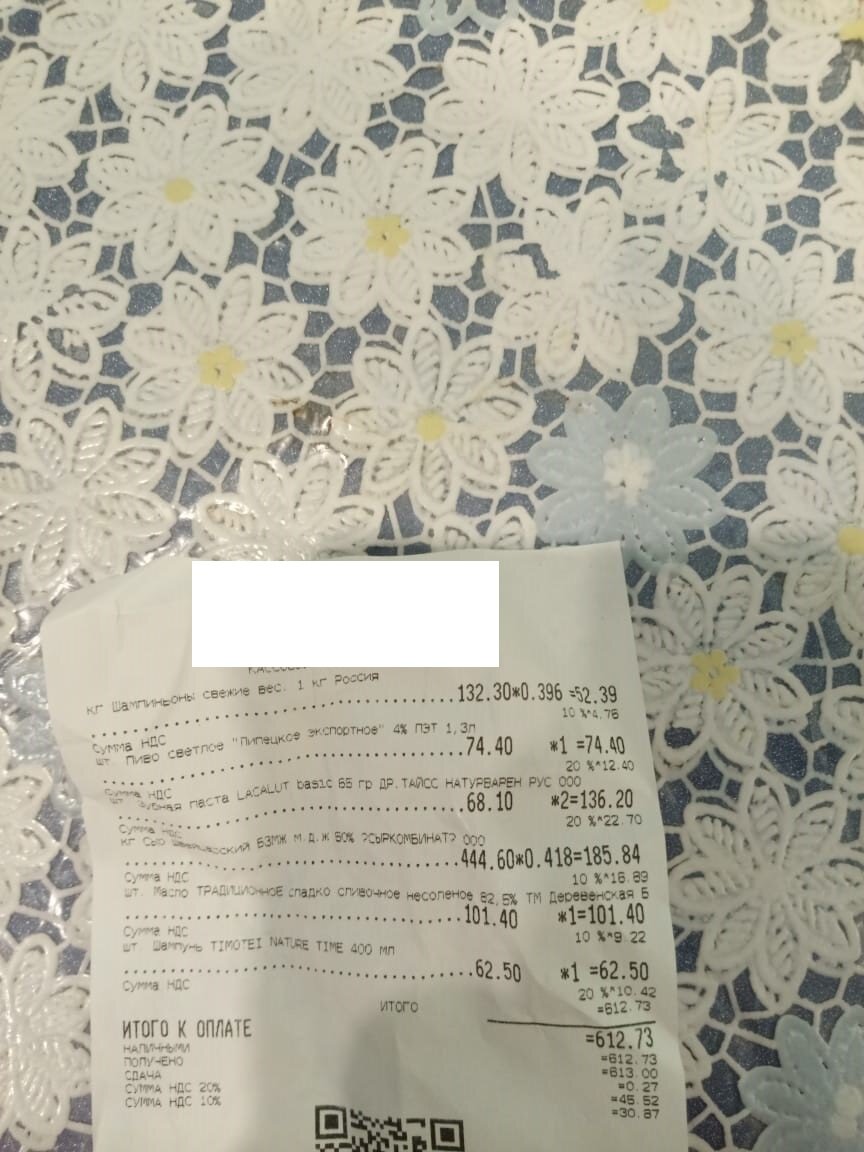 кг Шампиньоны свежие вес. 1 кг Россия
132.30*0.396 =52.39
Сумма НДС 10 %^4.76
шт. Пиво светлое "Липецкое экспортное" 4% ПЭТ 1,3л
74.40 *1 =74.40
Сумма НДС 20 %^12.40
шт. Зубная паста LACALUT basic 65 гр ДР.ТАЙСС НАТУРВАРЕН РУС ООО
68.10 *2=136.20
Сумма НДС 20 %^22.70
кг Сыр БЗМЖ м.д.ж 50% ?СЫРКОМБИНАТ? ООО
444.60*0.418=185.84
Сумма НДС 10 %^16.89
шт. Масло ТРАДИЦИОННОЕ сладко сливочное несоленое 82,5% ТМ Деревенская Б
101.40 *1=101.40
Сумма НДС 10 %^9.22
шт. Шампунь TIMOTEI NATURE TIME 400 мл
62.50 *1 =62.50
Сумма НДС 20 %^10.42
ИТОГО =612.73
ИТОГО К ОПЛАТЕ =612.73
НАЛИЧНЫМИ =612.73
ПОЛУЧЕНО =613.00
СДАЧА =0.27
СУММА НДС 20% =45.52
СУММА НДС 10% =30.87